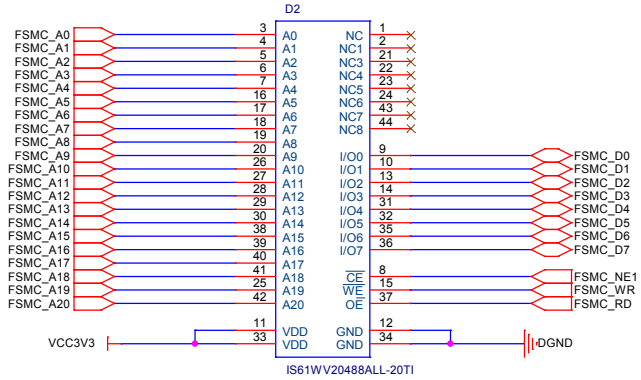 D2
FSMC_A0 3 A0 NC 1
FSMC_A1 4 A1 NC1 2
FSMC_A2 5 A2 NC3 21
FSMC_A3 6 A3 NC4 22
FSMC_A4 7 A4 NC5 23
FSMC_A5 16 A5 NC6 24
FSMC_A6 17 A6 NC7 43
FSMC_A7 18 A7 NC8 44
FSMC_A8 19 A8
FSMC_A9 20 A9 I/O0 9 FSMC_D0
FSMC_A10 26 A10 I/O1 10 FSMC_D1
FSMC_A11 27 A11 I/O2 13 FSMC_D2
FSMC_A12 28 A12 I/O3 14 FSMC_D3
FSMC_A13 29 A13 I/O4 31 FSMC_D4
FSMC_A14 30 A14 I/O5 32 FSMC_D5
FSMC_A15 38 A15 I/O6 35 FSMC_D6
FSMC_A16 39 A16 I/O7 36 FSMC_D7
FSMC_A17 40 A17
FSMC_A18 41 A18 CE 8 FSMC_NE1
FSMC_A19 25 A19 WE 15 FSMC_WR
FSMC_A20 42 A20 OE 37 FSMC_RD
11 VDD GND 12
VCC3V3 33 VDD GND 34 DGND
IS61WV20488ALL-20TI